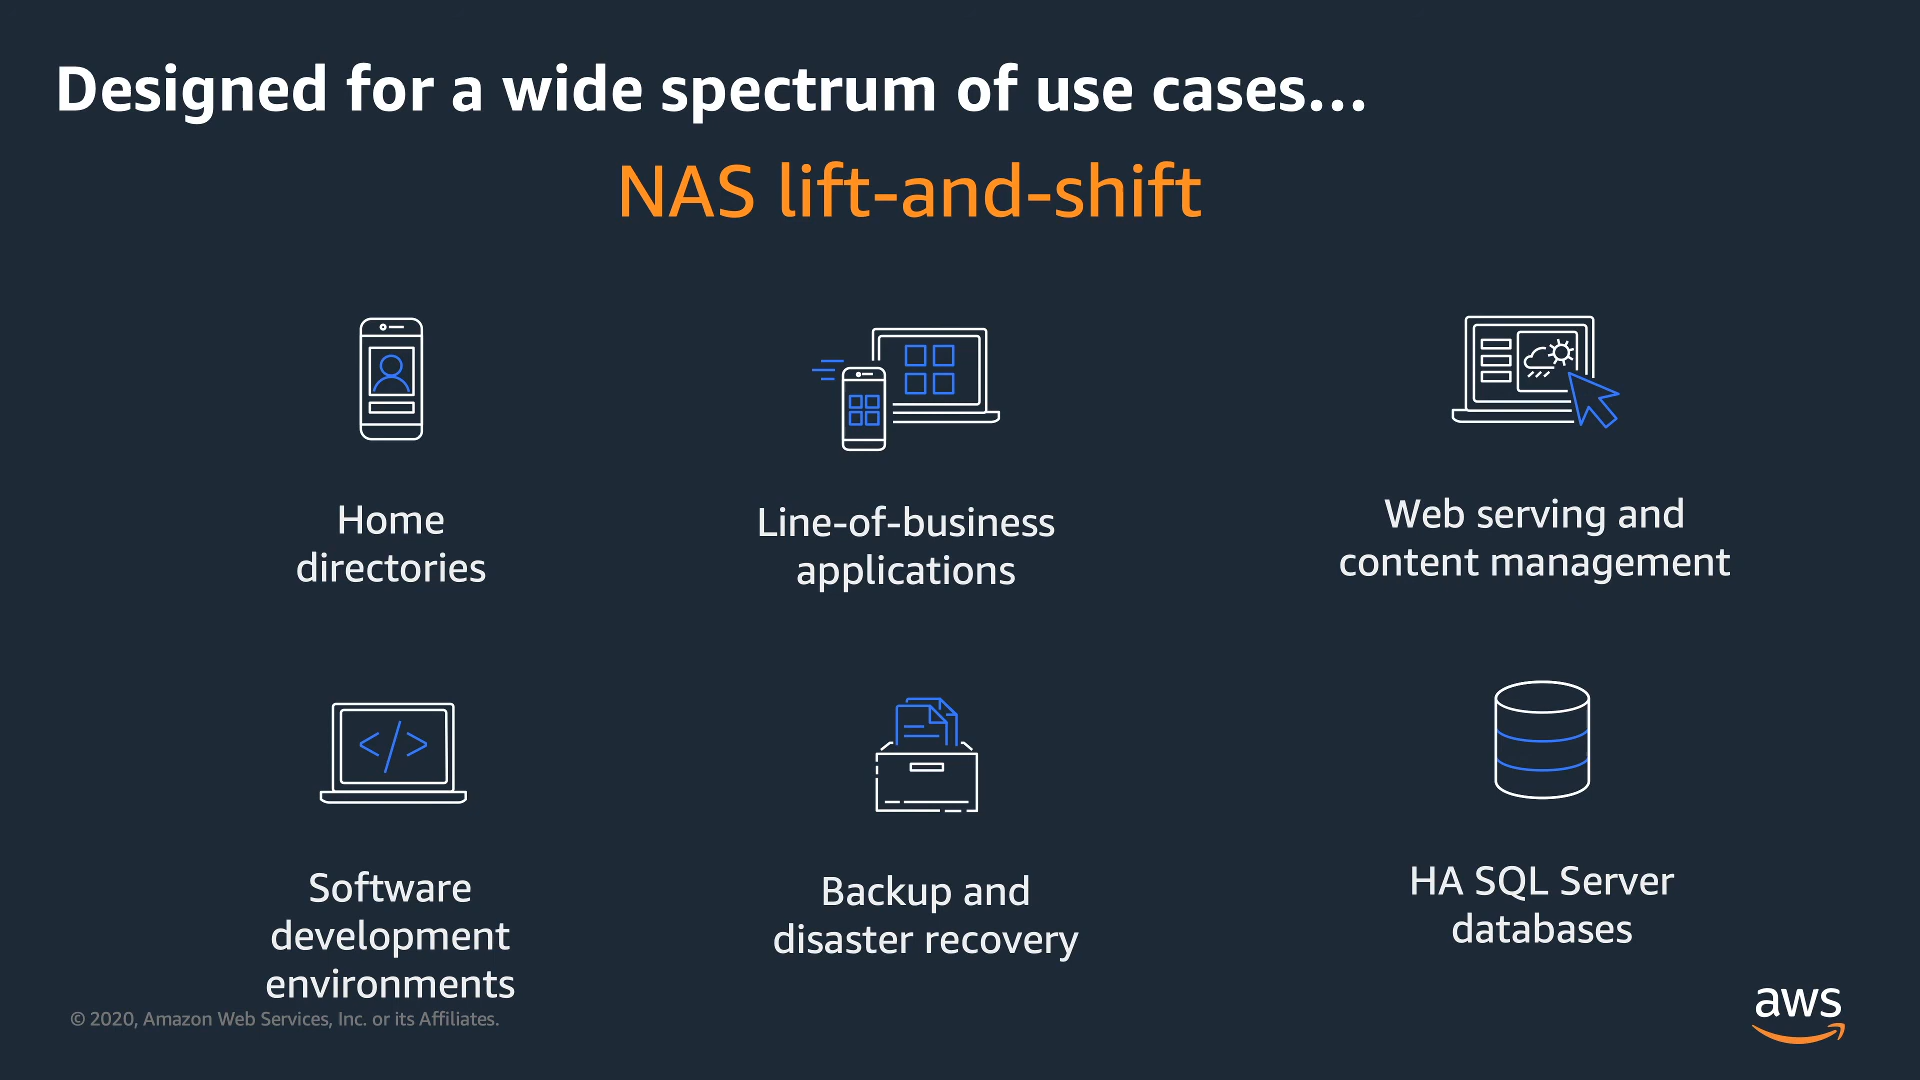 Designed for a wide spectrum of use cases...
NAS lift-and-shift
Home
directories
Line-of-business
applications
Web serving and
content management
</>
Software
development
environments
Backup and
disaster recovery
HA SQL Server
databases
© 2020, Amazon Web Services, Inc. or its Affiliates.
aws